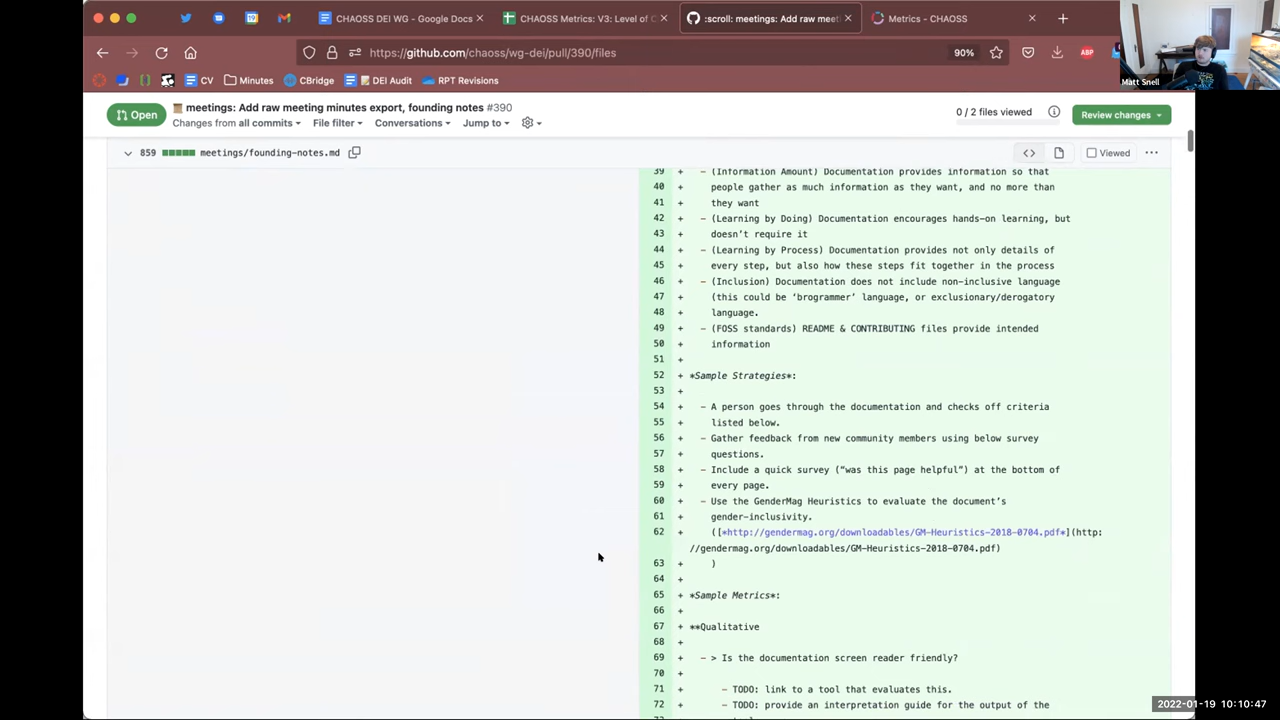 CHAOSS DEI WG - Google Docs
CHAOSS Metrics: V3: Level of C
:scroll: meetings: Add raw meet
Metrics - CHAOSS
https://github.com/chaoss/wg-dei/pull/390/files
90%
ABP
CV
Minutes
CBridge
DEI Audit
RPT Revisions
Matt Snell
Open
meetings: Add raw meeting minutes export, founding notes #390
Changes from all commits
File filter
Conversations
Jump to
0 / 2 files viewed
Review changes
859
meetings/founding-notes.md
Viewed
39 + - (Information Amount) Documentation provides information so that
40 + people gather as much information as they want, and no more than
41 + they want
42 + - (Learning by Doing) Documentation encourages hands-on learning, but
43 + doesn't require it
44 + - (Learning by Process) Documentation provides not only details of
45 + every step, but also how these steps fit together in the process
46 + - (Inclusion) Documentation does not include non-inclusive language
47 + (this could be ‘brogrammer’ language, or exclusionary/derogatory
48 + language.
49 + - (FOSS standards) README & CONTRIBUTING files provide intended
50 + information
51 +
52 + *Sample Strategies*:
53 +
54 + - A person goes through the documentation and checks off criteria
55 + listed below.
56 + - Gather feedback from new community members using below survey
57 + questions.
58 + - Include a quick survey (“was this page helpful”) at the bottom of
59 + every page.
60 + - Use the GenderMag Heuristics to evaluate the document’s
61 + gender-inclusivity.
62 + ([*http://gendermag.org/downloadables/GM-Heuristics-2018-0704.pdf*](http:
//gendermag.org/downloadables/GM-Heuristics-2018-0704.pdf)
63 + )
64 +
65 + *Sample Metrics*:
66 +
67 + **Qualitative
68 +
69 + - > Is the documentation screen reader friendly?
70 +
71 + - TODO: link to a tool that evaluates this.
72 + - TODO: provide an interpretation guide for the output of the
2022-01-19 10:10:47